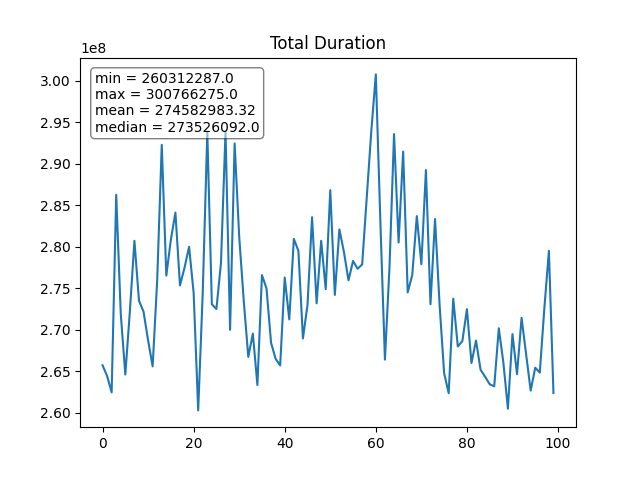 Total Duration
1e8
min = 260312287.0
max = 300766275.0
mean = 274582983.32
median = 273526092.0
3.00
2.95
2.90
2.85
2.80
2.75
2.70
2.65
2.60
0 20 40 60 80 100